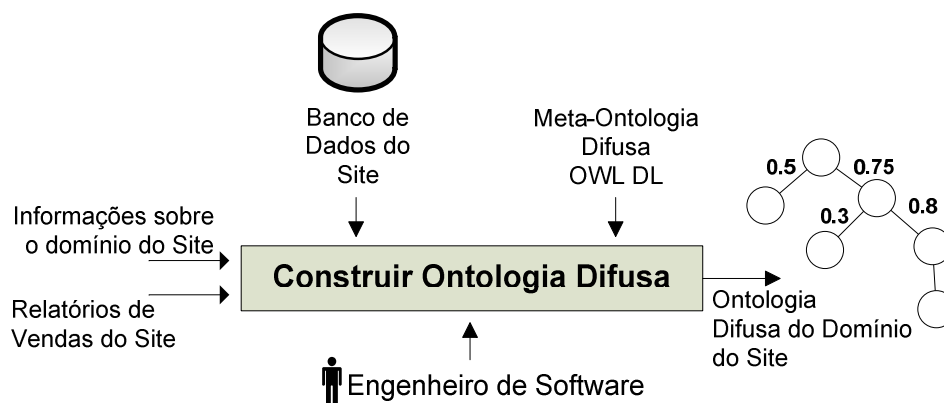 Banco de
Dados do
Site
Meta-Ontologia
Difusa
OWL DL
0.5
0.75
0.3
0.8
Informações sobre
o domínio do Site
Relatórios de
Vendas do Site
Construir Ontologia Difusa
Ontologia
Difusa do Domínio
do Site
Engenheiro de Software